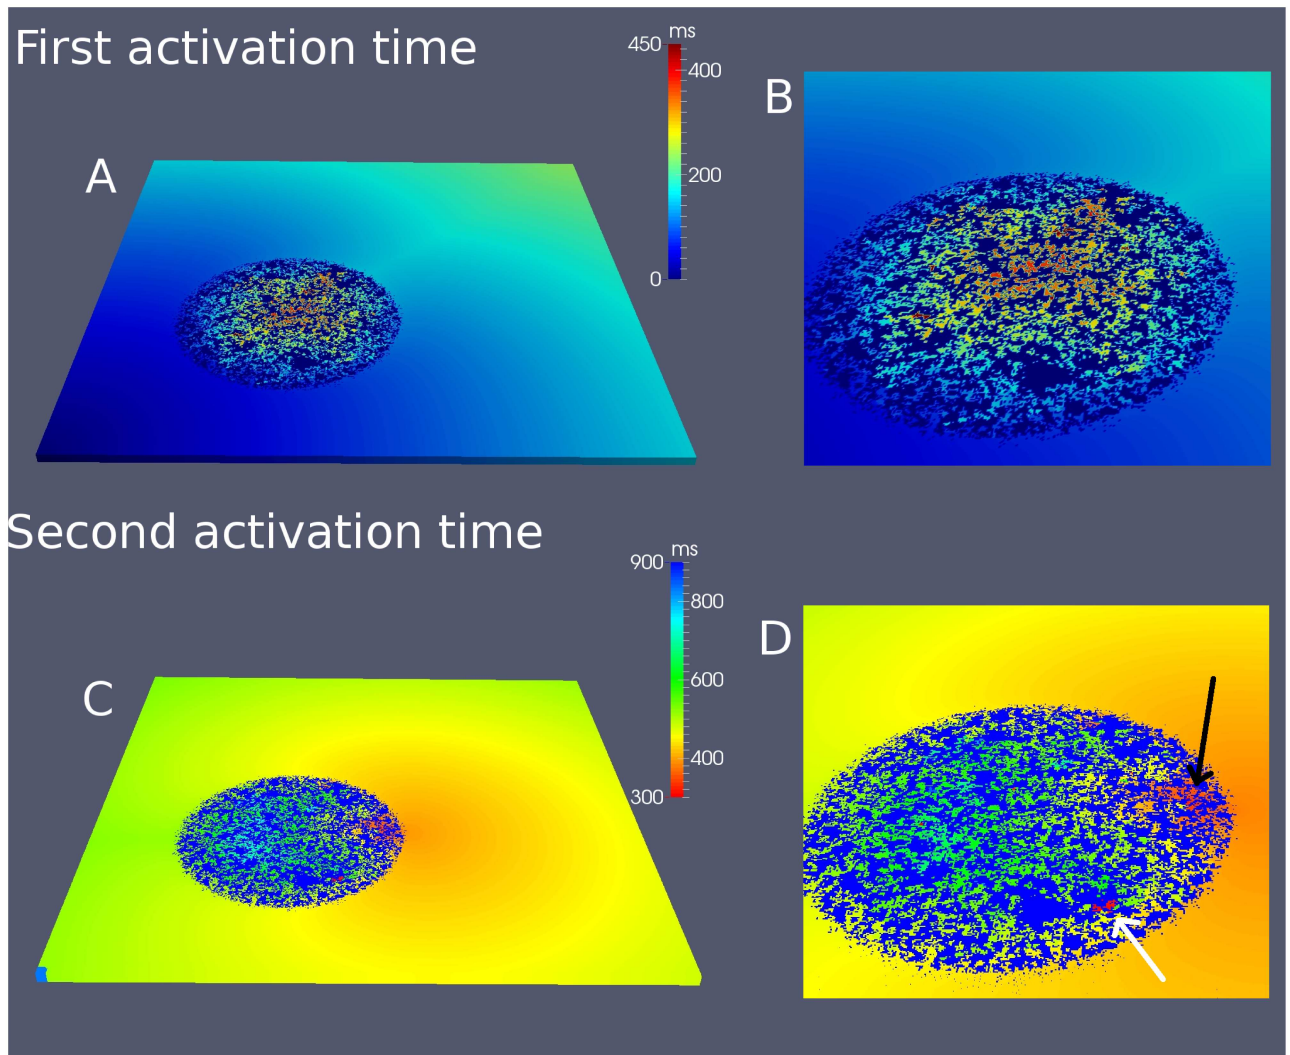 First activation time
ms
450
400
200
0
A
B
Second activation time
ms
900
800
600
400
300
C
D